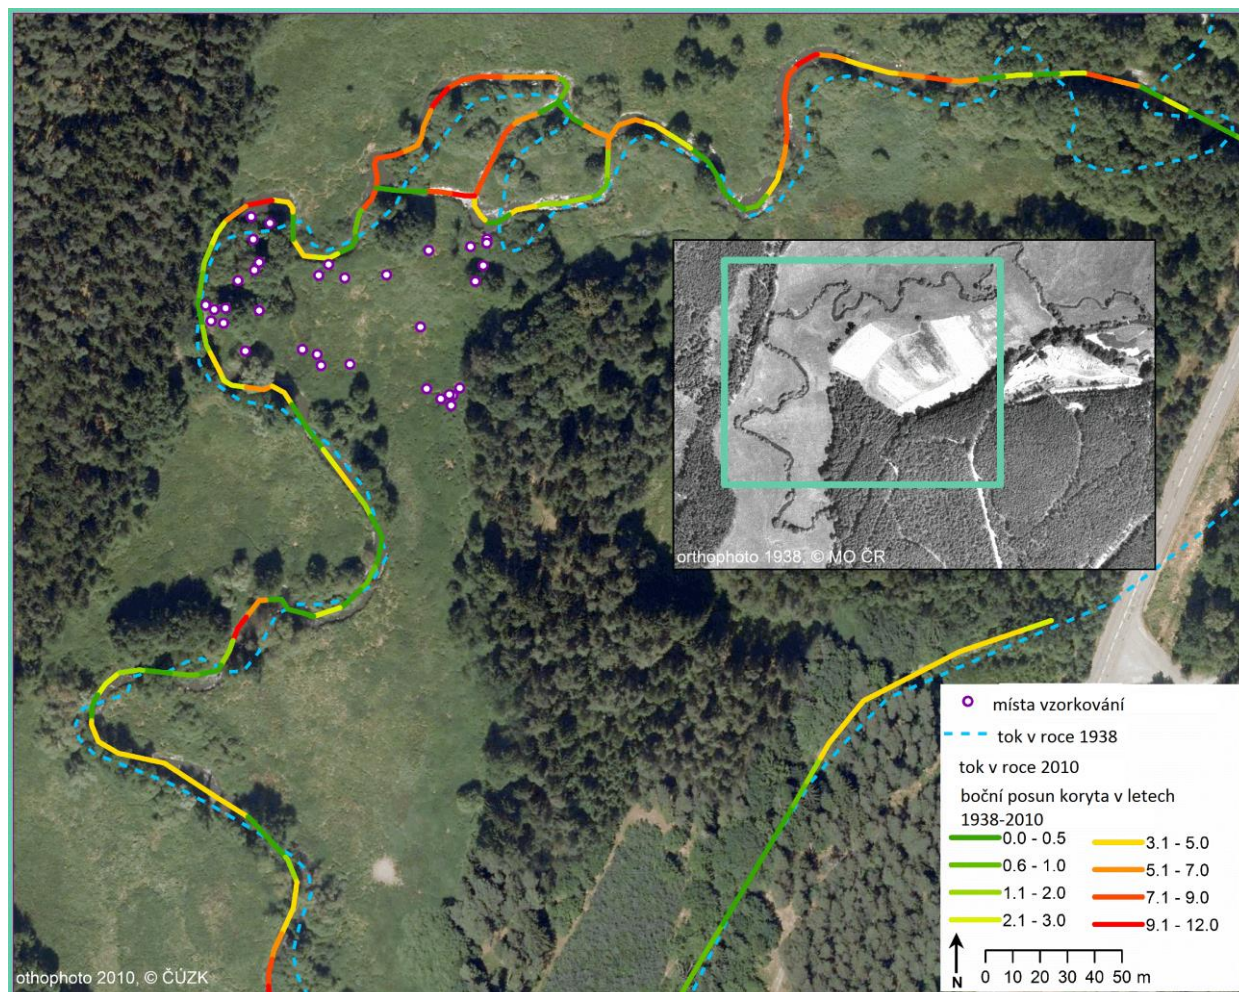 orthophoto 1938, © MO ČR
místa vzorkování
tok v roce 1938
tok v roce 2010
boční posun koryta v letech
1938-2010
0.0 - 0.5
0.6 - 1.0
1.1 - 2.0
2.1 - 3.0
3.1 - 5.0
5.1 - 7.0
7.1 - 9.0
9.1 - 12.0
N
0 10 20 30 40 50 m
othophoto 2010, © ČÚZK